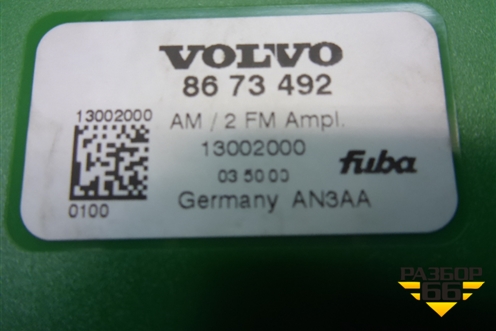 VOLVO
86 73 492
13002000
AM / 2 FM Ampl.
13002000
fuba
03 50 00
0100
Germany AN3AA
РАЗБОР
66